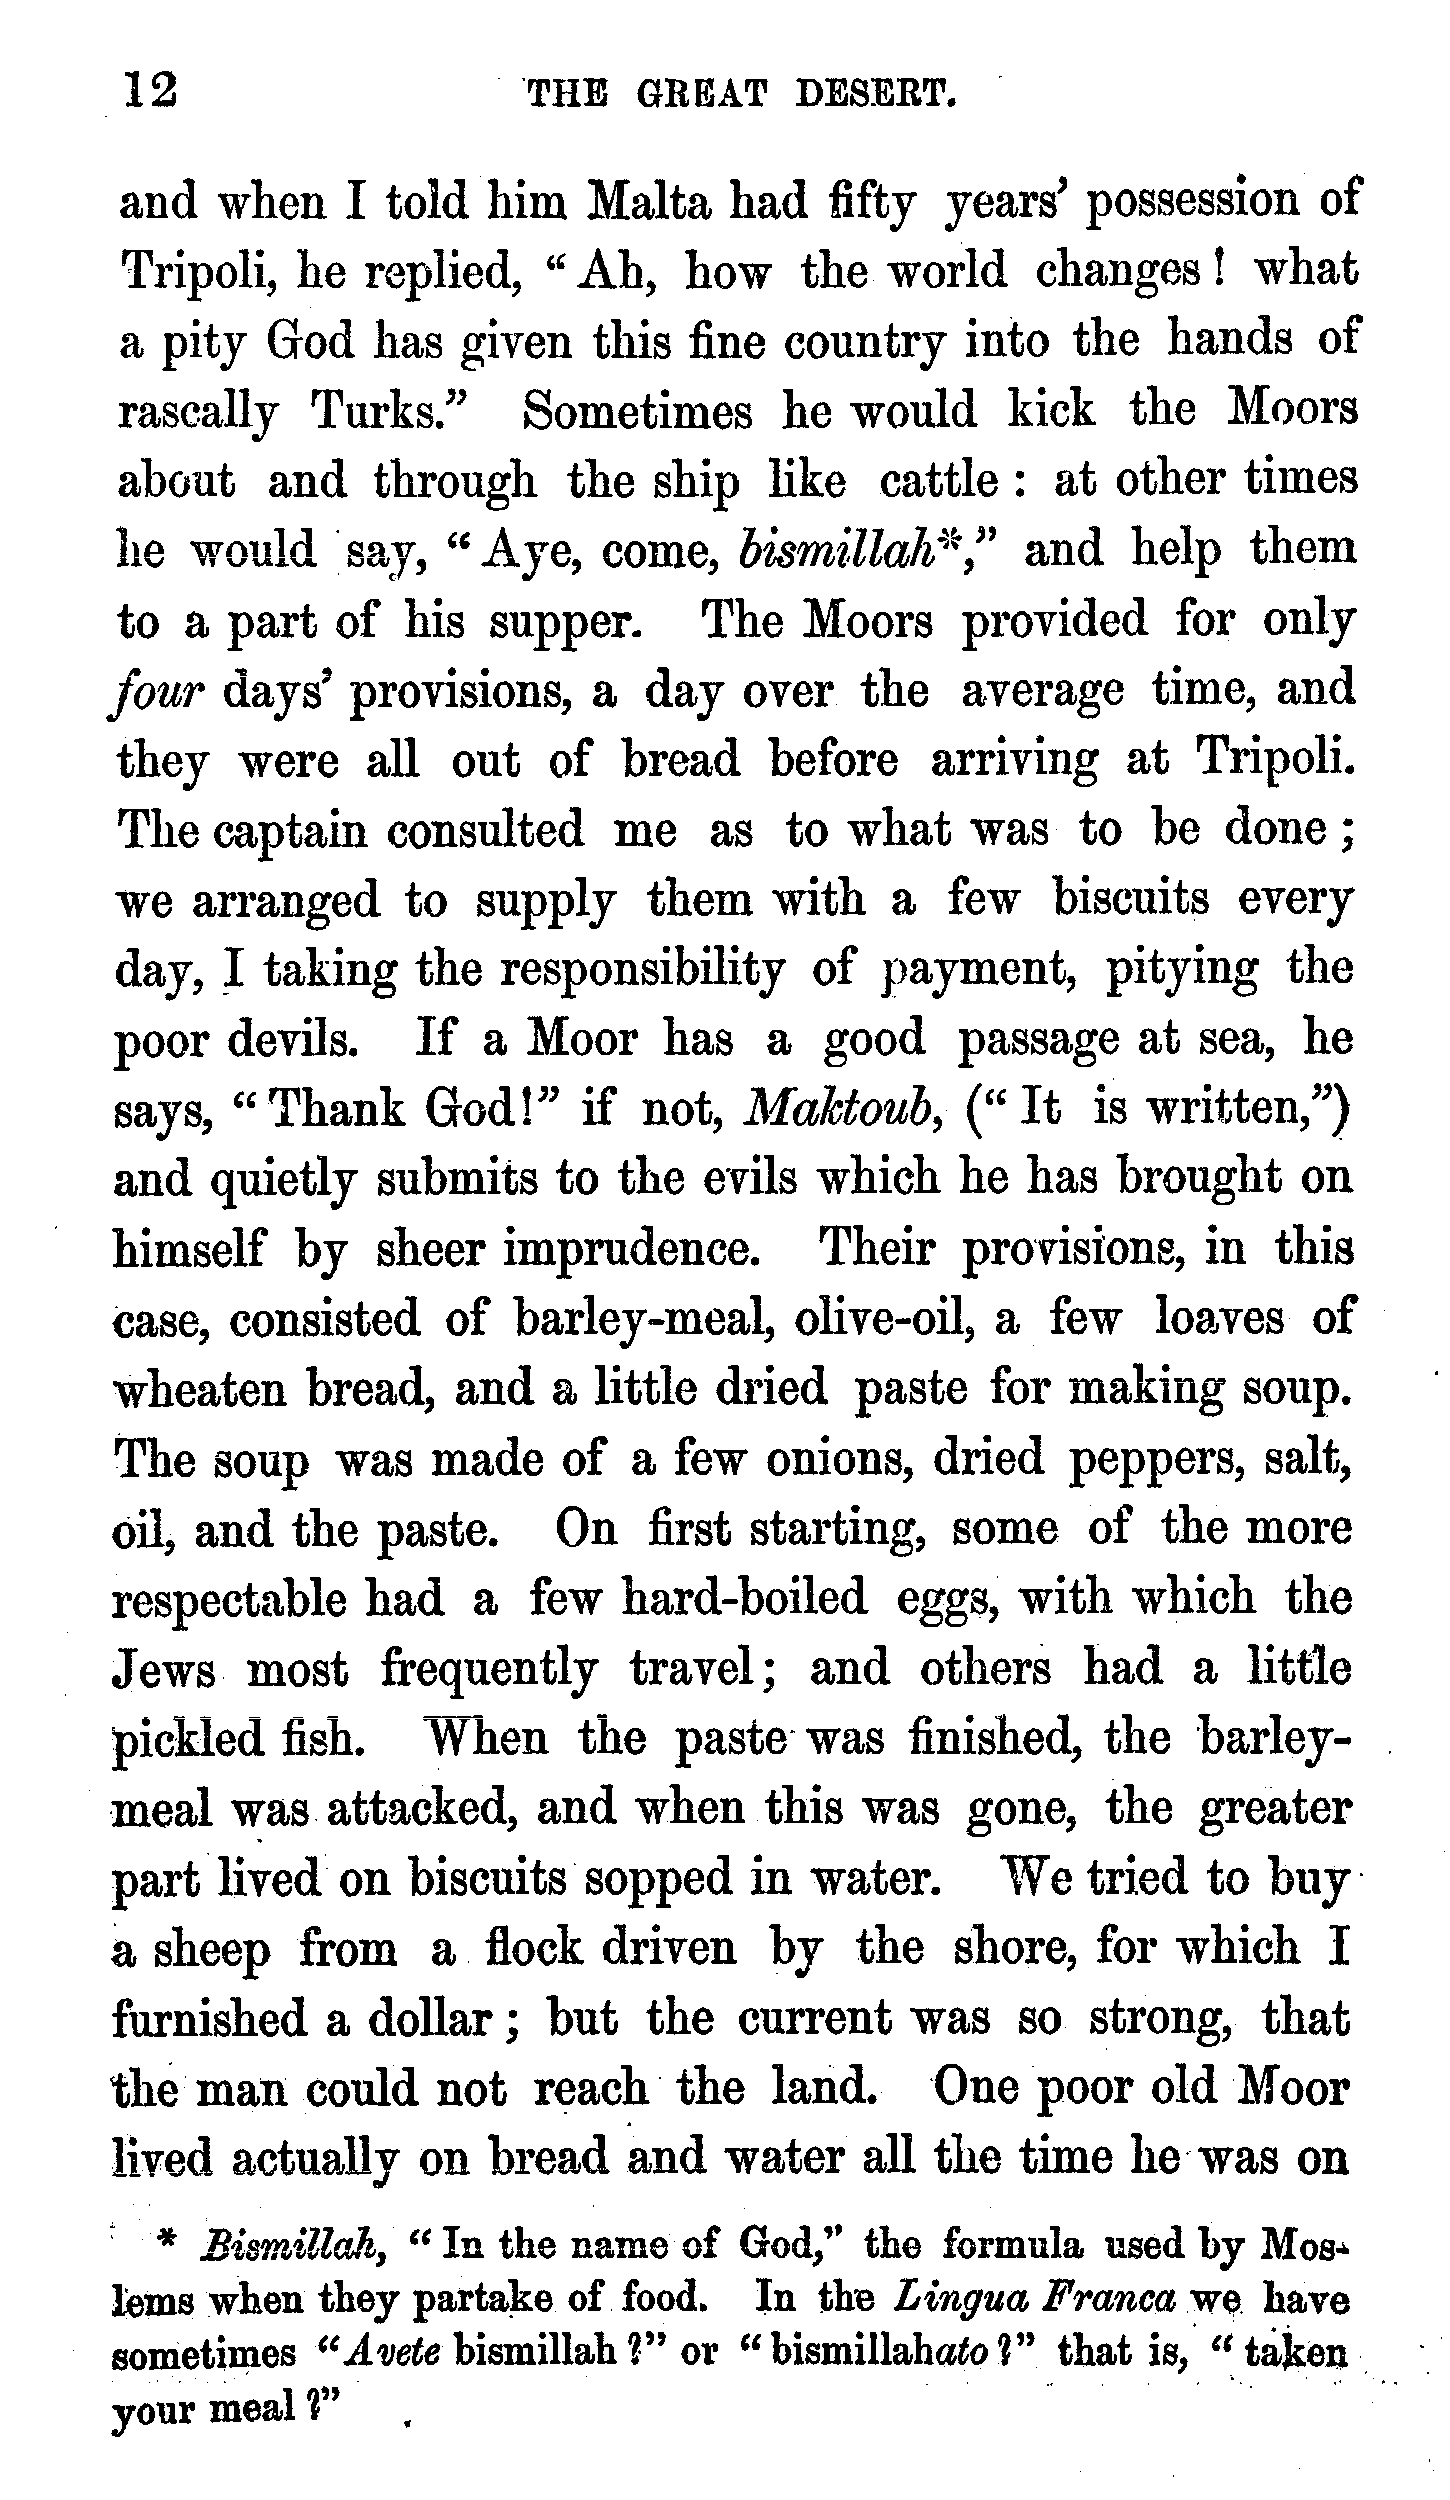 12 THE GREAT DESERT.
and when I told him Malta had fifty years' possession of
Tripoli, he replied, "Ah, how the world changes! what
a pity God has given this fine country into the hands of
rascally Turks." Sometimes he would kick the Moors
about and through the ship like cattle: at other times
he would say, "Aye, come, bismillah*," and help them
to a part of his supper. The Moors provided for only
four days' provisions, a day over the average time, and
they were all out of bread before arriving at Tripoli.
The captain consulted me as to what was to be done;
we arranged to supply them with a few biscuits every
day, I taking the responsibility of payment, pitying the
poor devils. If a Moor has a good passage at sea, he
says, "Thank God!" if not, Maktoub, ("It is written,")
and quietly submits to the evils which he has brought on
himself by sheer imprudence. Their provisions, in this
case, consisted of barley-meal, olive-oil, a few loaves of
wheaten bread, and a little dried paste for making soup.
The soup was made of a few onions, dried peppers, salt,
oil, and the paste. On first starting, some of the more
respectable had a few hard-boiled eggs, with which the
Jews most frequently travel; and others had a little
pickled fish. When the paste was finished, the barley-
meal was attacked, and when this was gone, the greater
part lived on biscuits sopped in water. We tried to buy
a sheep from a flock driven by the shore, for which I
furnished a dollar; but the current was so strong, that
the man could not reach the land. One poor old Moor
lived actually on bread and water all the time he was on
* Bismillah, "In the name of God," the formula used by Mos-
lems when they partake of food. In the Lingua Franca we have
sometimes "Avete bismillah?" or "bismillahato?" that is, "taken
your meal?"